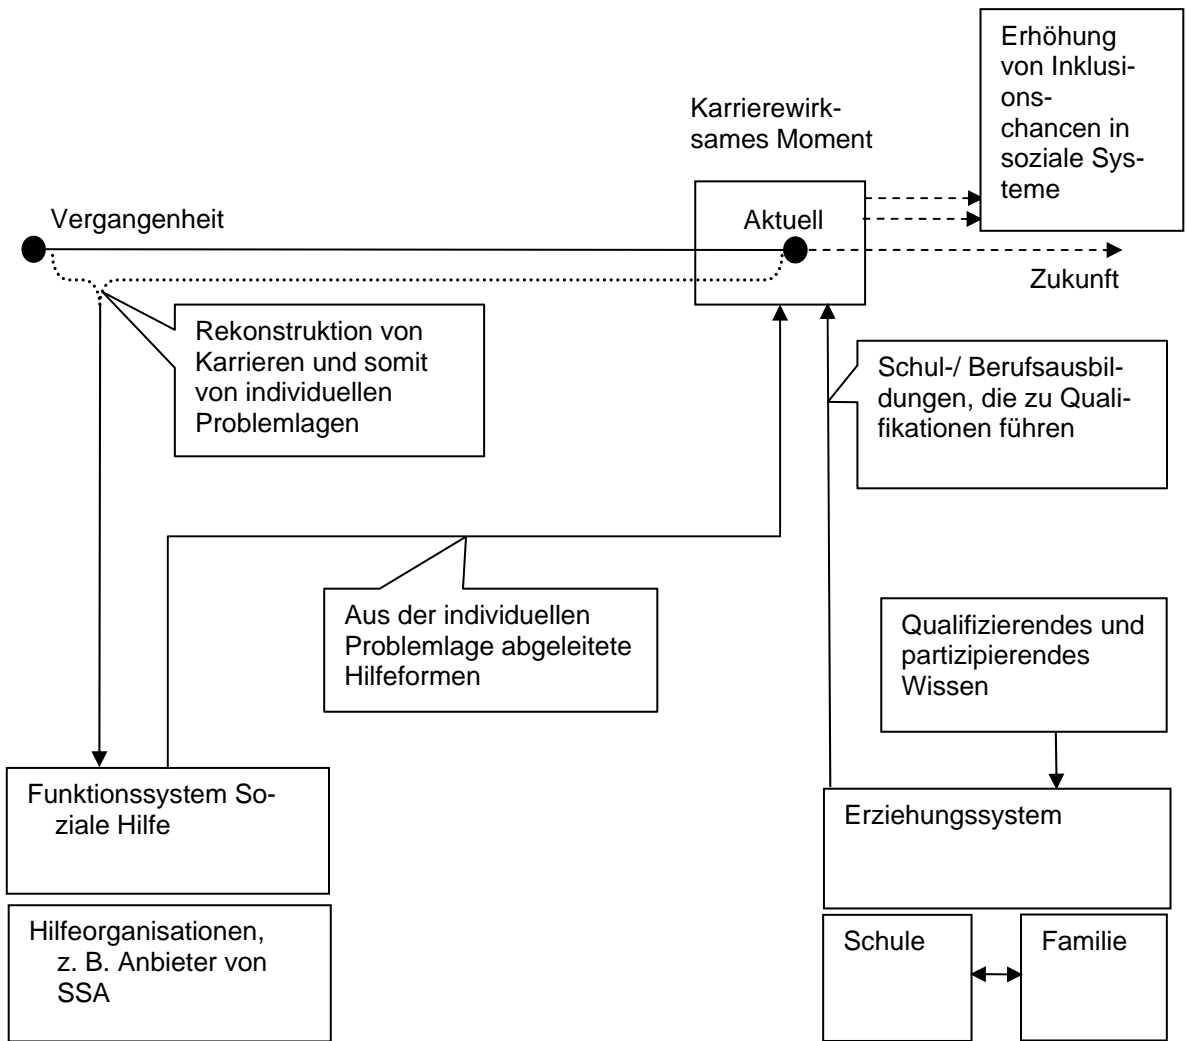 Erhöhung
von Inklusi-
ons-
chancen in
soziale Sys-
teme
Karrierewirk-
sames Moment
Vergangenheit
Aktuell
Zukunft
Rekonstruktion von
Karrieren und somit
von individuellen
Problemlagen
Schul-/ Berufsausbil-
dungen, die zu Quali-
fikationen führen
Aus der individuellen
Problemlage abgeleitete
Hilfeformen
Qualifizierendes und
partizipierendes
Wissen
Funktionssystem So-
ziale Hilfe
Erziehungssystem
Hilfeorganisationen,
z. B. Anbieter von
SSA
Schule
Familie